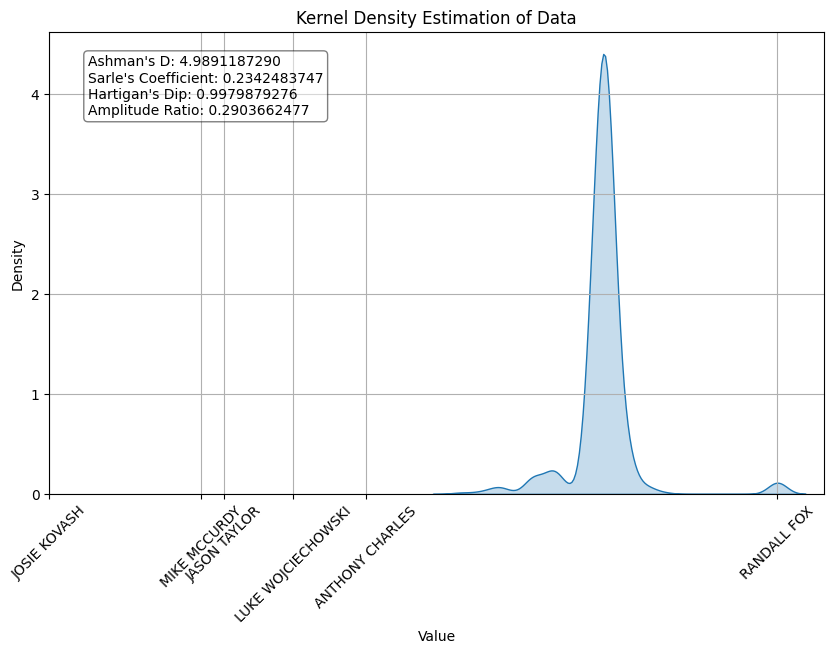 Kernel Density Estimation of Data
Ashman's D: 4.9891187290
Sarle's Coefficient: 0.2342483747
Hartigan's Dip: 0.9979879276
Amplitude Ratio: 0.2903662477
Density
4
3
2
1
0
JOSIE KOVASH
MIKE MCCURDY
JASON TAYLOR
LUKE WOJCIECHOWSKI
ANTHONY CHARLES
RANDALL FOX
Value